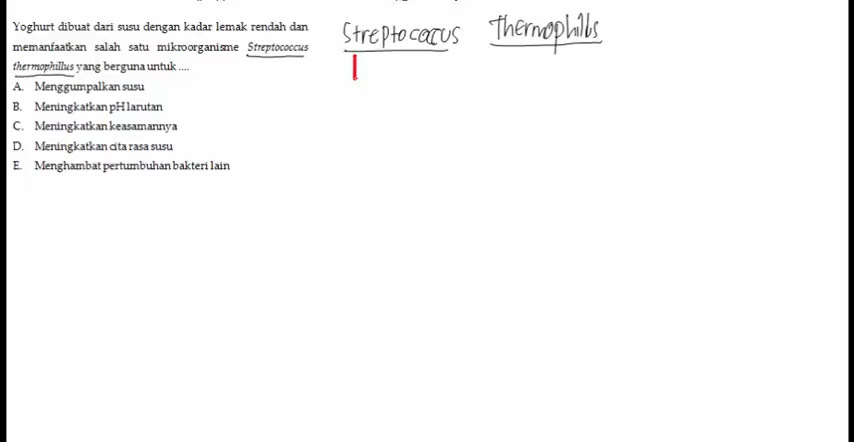 Yoghurt dibuat dari susu dengan kadar lemak rendah dan
memanfaatkan salah satu mikroorganisme Streptococcus
thermophillus yang berguna untuk ....
A. Menggumpalkan susu
B. Meningkatkan pH larutan
C. Meningkatkan keasamannya
D. Meningkatkan cita rasa susu
E. Menghambat pertumbuhan bakteri lain
Streptococcus thermophilus